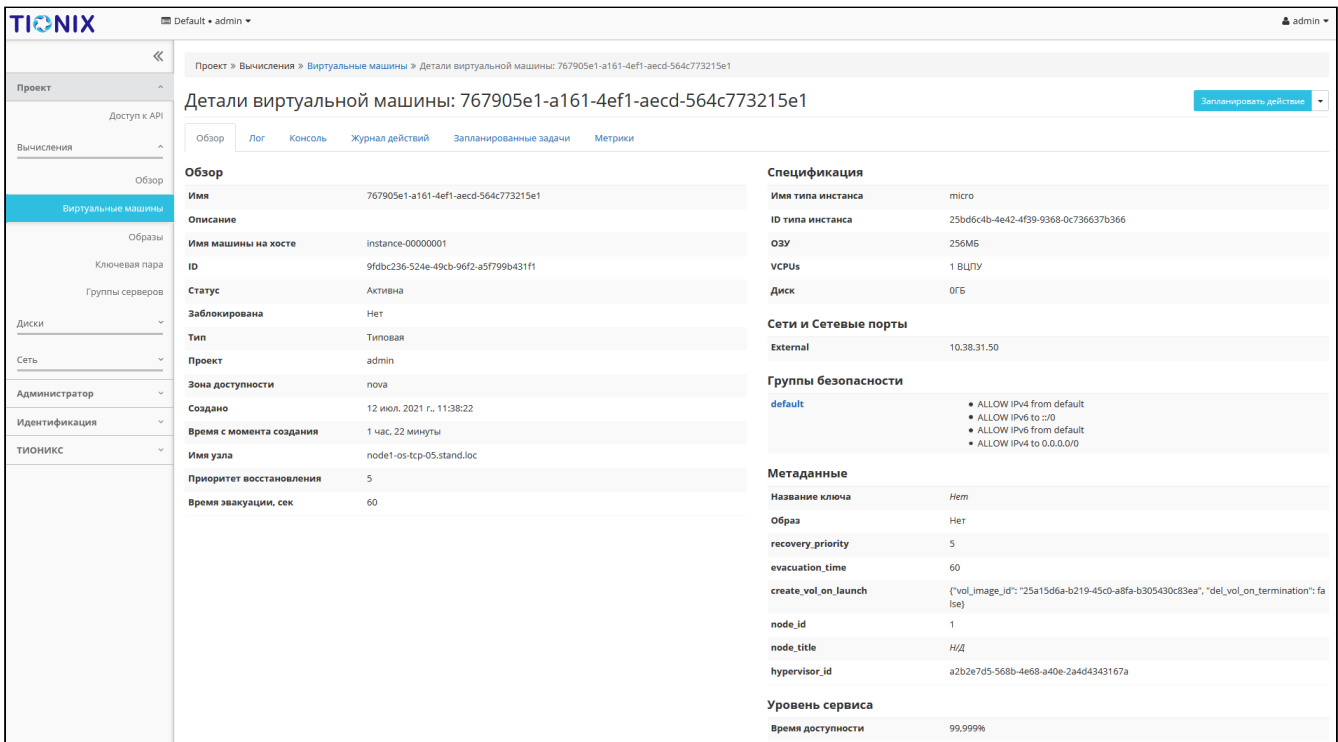 TIONIX
Default • admin
admin
Проект » Вычисления » Виртуальные машины » Детали виртуальной машины: 767905e1-a161-4ef1-aecd-564c773215e1
Проект
Доступ к API
Вычисления
Обзор
Виртуальные машины
Образы
Ключевая пара
Группы серверов
Диски
Сеть
Администратор
Идентификация
ТИОНИКС
Детали виртуальной машины: 767905e1-a161-4ef1-aecd-564c773215e1
Запланировать действие
Обзор Лог Консоль Журнал действий Запланированные задачи Метрики
Обзор
Имя 767905e1-a161-4ef1-aecd-564c773215e1
Описание
Имя машины на хосте instance-00000001
ID 9fdbc236-524e-49cb-96f2-a5f799b431f1
Статус Активна
Заблокирована Нет
Тип Типовая
Проект admin
Зона доступности nova
Создано 12 июл. 2021 г., 11:38:22
Время с момента создания 1 час, 22 минуты
Имя узла node1-os-tcp-05.stand.loc
Приоритет восстановления 5
Время эвакуации, сек 60
Спецификация
Имя типа инстанса micro
ID типа инстанса 25bd6c4b-4e42-4f39-9368-0c736637b366
ОЗУ 256МБ
VCPUs 1 ВЦПУ
Диск 0ГБ
Сети и Сетевые порты
External 10.38.31.50
Группы безопасности
default • ALLOW IPv4 from default
• ALLOW IPv6 to ::/0
• ALLOW IPv6 from default
• ALLOW IPv4 to 0.0.0.0/0
Метаданные
Название ключа Нет
Образ Нет
recovery_priority 5
evacuation_time 60
create_vol_on_launch {"vol_image_id": "25a15d6a-b219-45c0-a8fa-b305430c83ea", "del_vol_on_termination": fa
lse}
node_id 1
node_title Н/Д
hypervisor_id a2b2e7d5-568b-4e68-a40e-2a4d4343167a
Уровень сервиса
Время доступности 99,999%